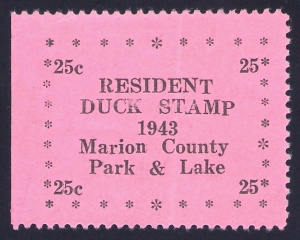 25c 25
RESIDENT
DUCK STAMP
1943
Marion County
Park & Lake
25c 25